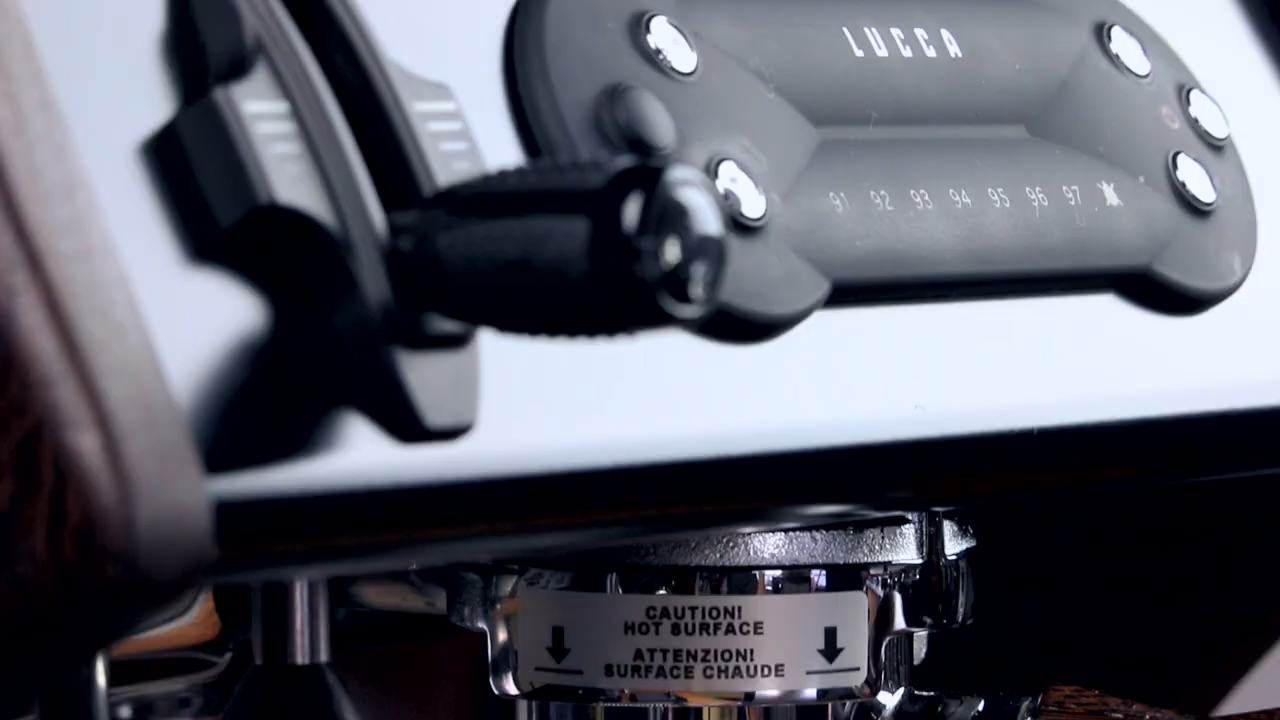 LUCCA
91 92 93 94 95 96 97
CAUTION!
HOT SURFACE
ATTENZION!
SURFACE CHAUDE